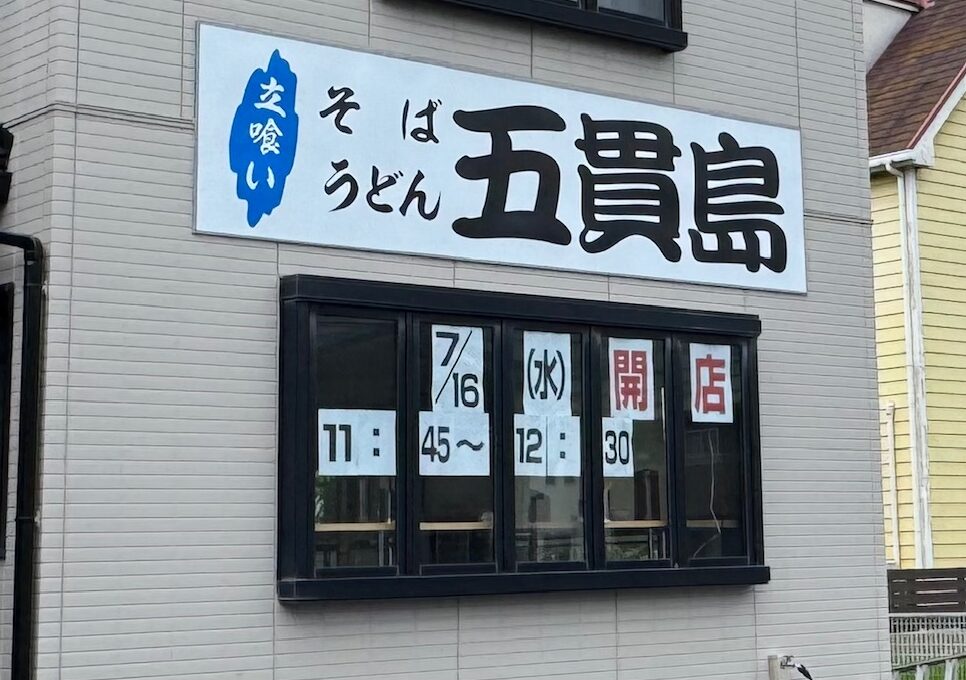 立喰い
そば
うどん
五貫島
7/16 (水) 開店
11:45〜12:30